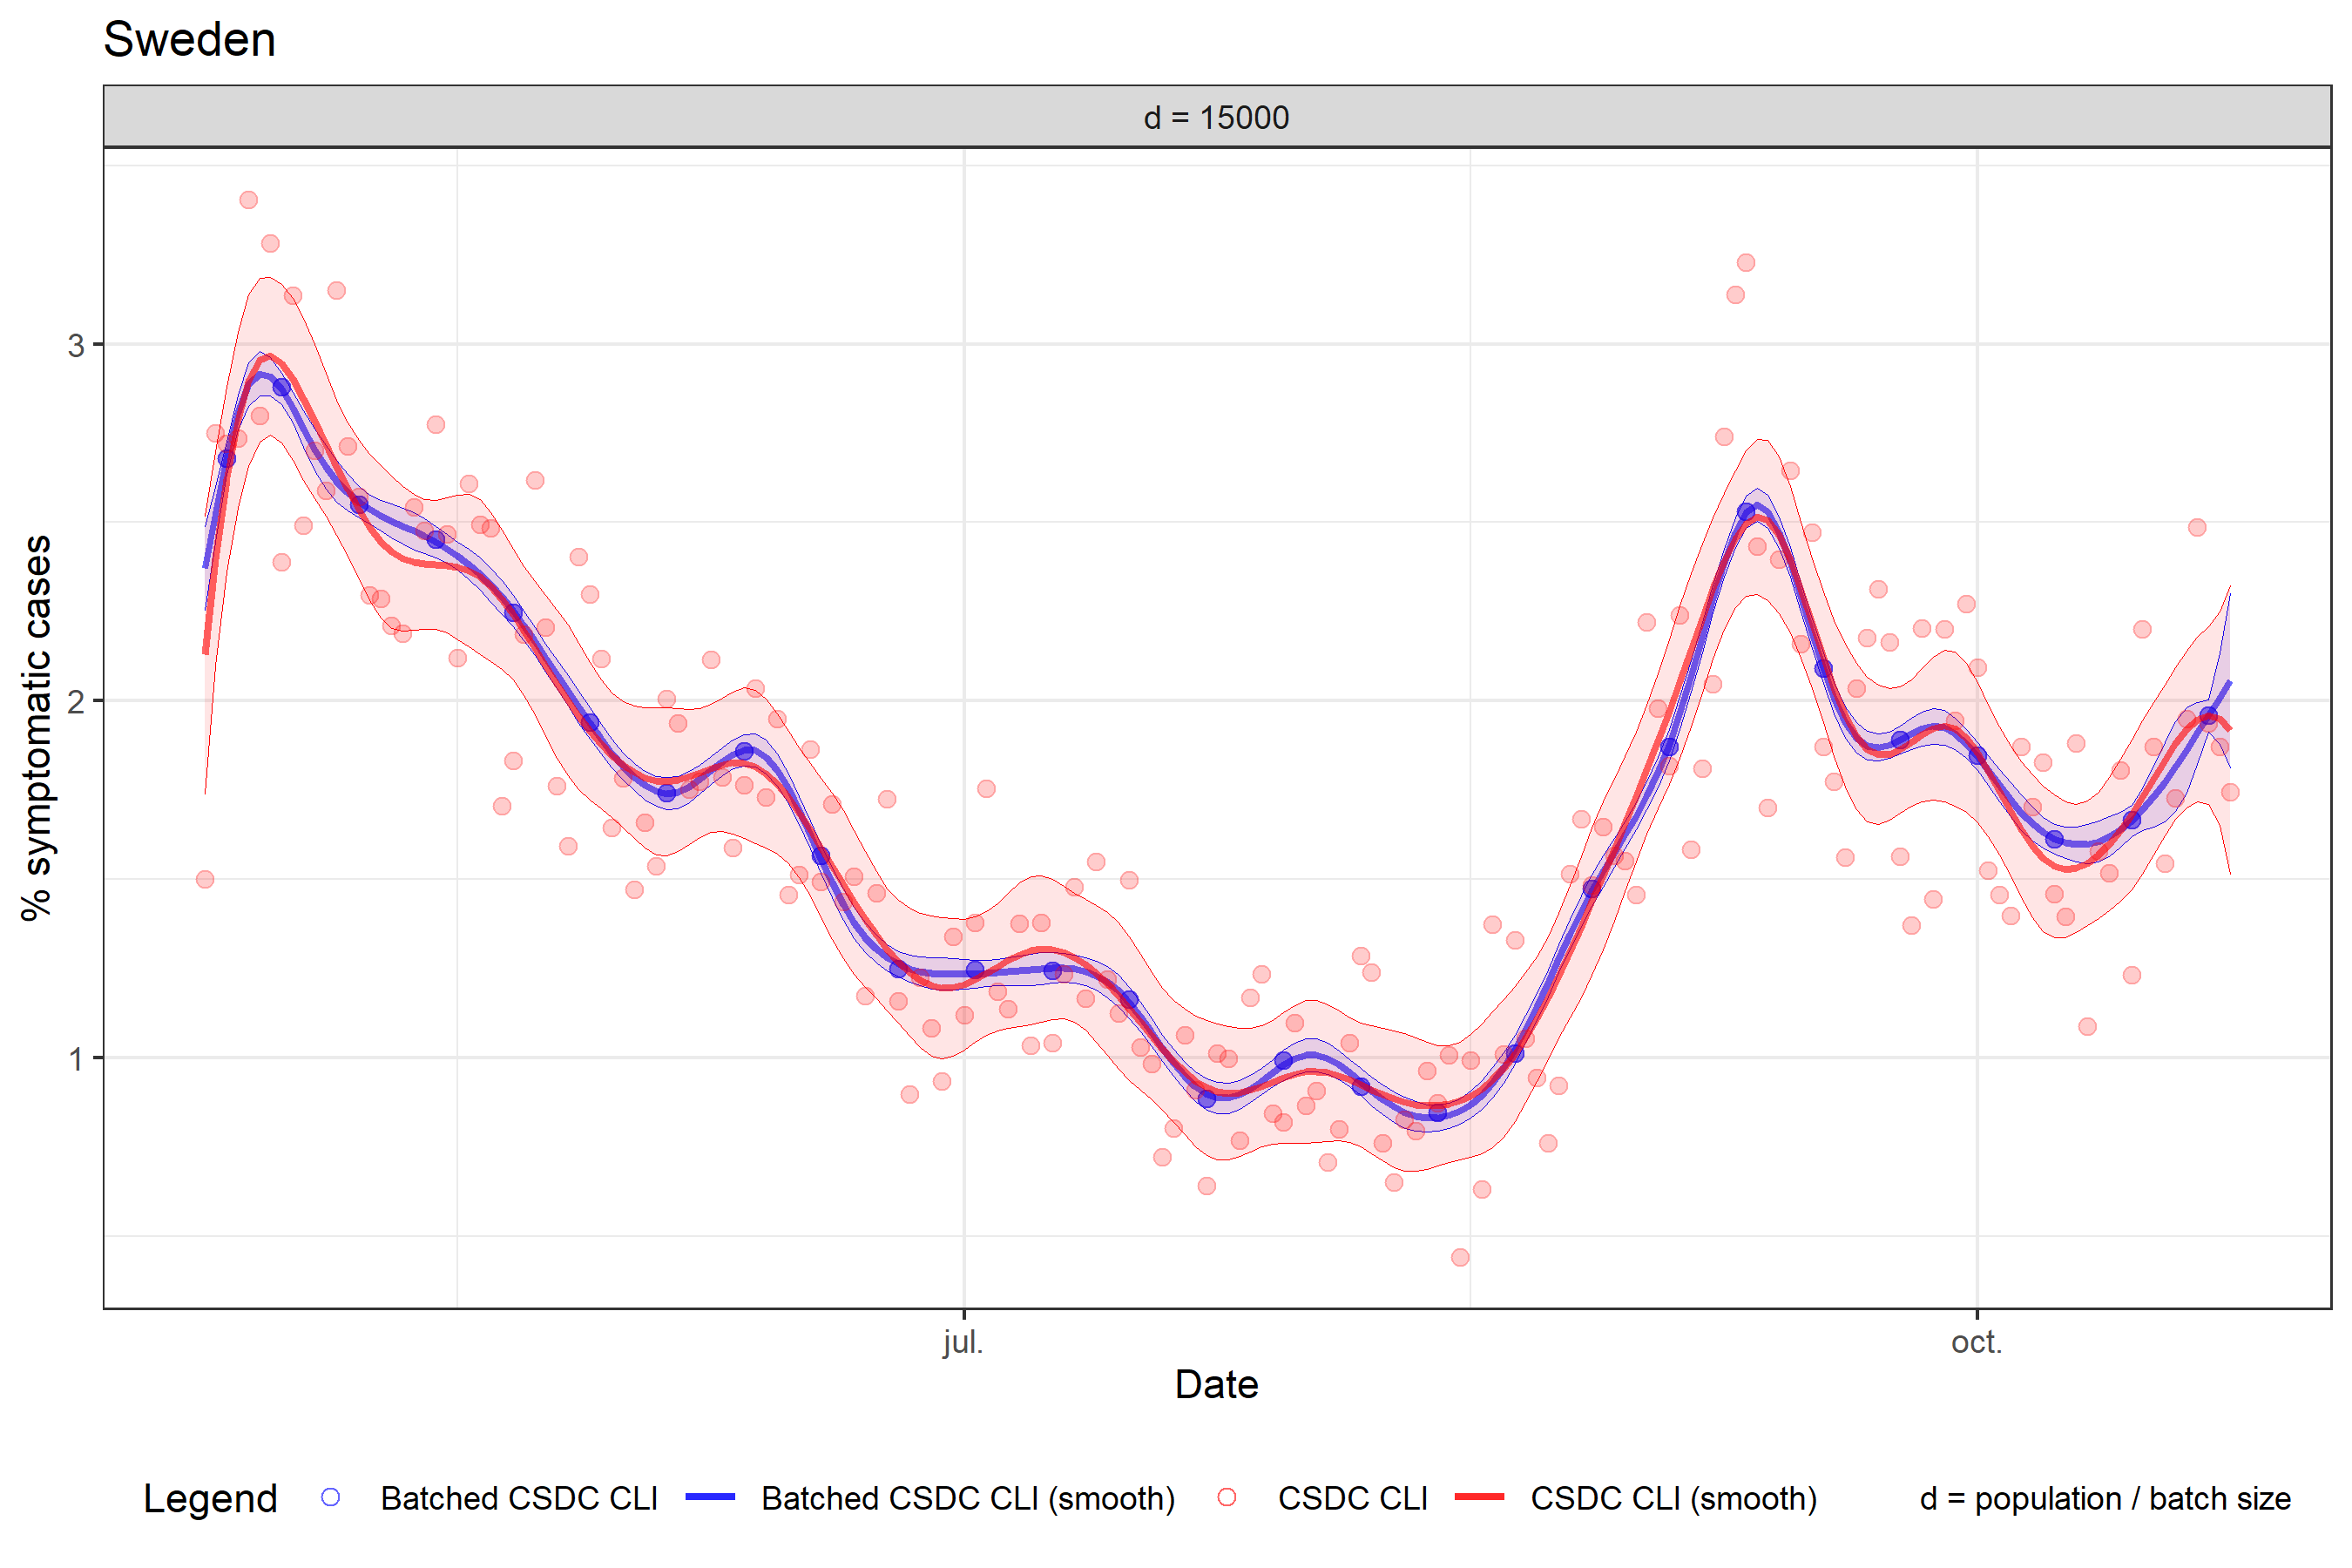 Sweden
d = 15000
% symptomatic cases
3
2
1
jul.
oct.
Date
Legend
Batched CSDC CLI
Batched CSDC CLI (smooth)
CSDC CLI
CSDC CLI (smooth)
d = population / batch size